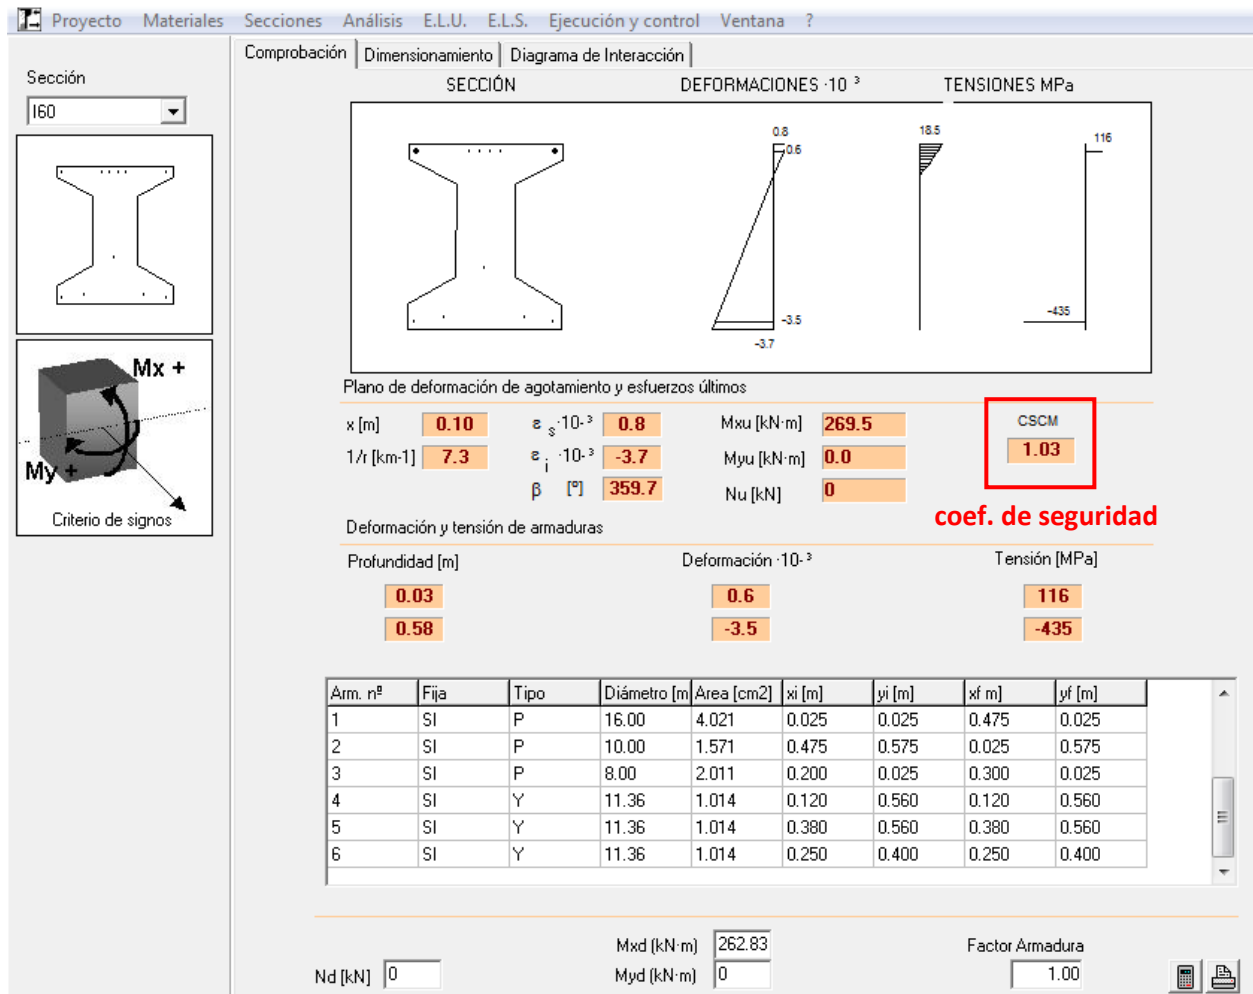 Proyecto Materiales Secciones Análisis E.L.U. E.L.S. Ejecución y control Ventana ?
Comprobación Dimensionamiento Diagrama de Interacción
Sección
I60
SECCIÓN DEFORMACIONES ·10 ³ TENSIONES MPa
0.8
0.6
18.5
116
-3.5
-3.7
-435
Mx +
My +
Criterio de signos
Plano de deformación de agotamiento y esfuerzos últimos
x [m] 0.10 ε s ·10-³ 0.8 Mxu [kN·m] 269.5 CSCM
1/r [km-1] 7.3 ε i ·10-³ -3.7 Myu [kN·m] 0.0 1.03
β [º] 359.7 Nu [kN] 0
coef. de seguridad
Deformación y tensión de armaduras
Profundidad [m] Deformación ·10-³ Tensión [MPa]
0.03 0.6 116
0.58 -3.5 -435
Arm. nº Fija Tipo Diámetro [m Area [cm2] xi [m] yi [m] xf m] yf [m]
1 SI P 16.00 4.021 0.025 0.025 0.475 0.025
2 SI P 10.00 1.571 0.475 0.575 0.025 0.575
3 SI P 8.00 2.011 0.200 0.025 0.300 0.025
4 SI Y 11.36 1.014 0.120 0.560 0.120 0.560
5 SI Y 11.36 1.014 0.380 0.560 0.380 0.560
6 SI Y 11.36 1.014 0.250 0.400 0.250 0.400
Mxd (kN·m) 262.83 Factor Armadura
Nd [kN] 0 Myd (kN·m) 0 1.00